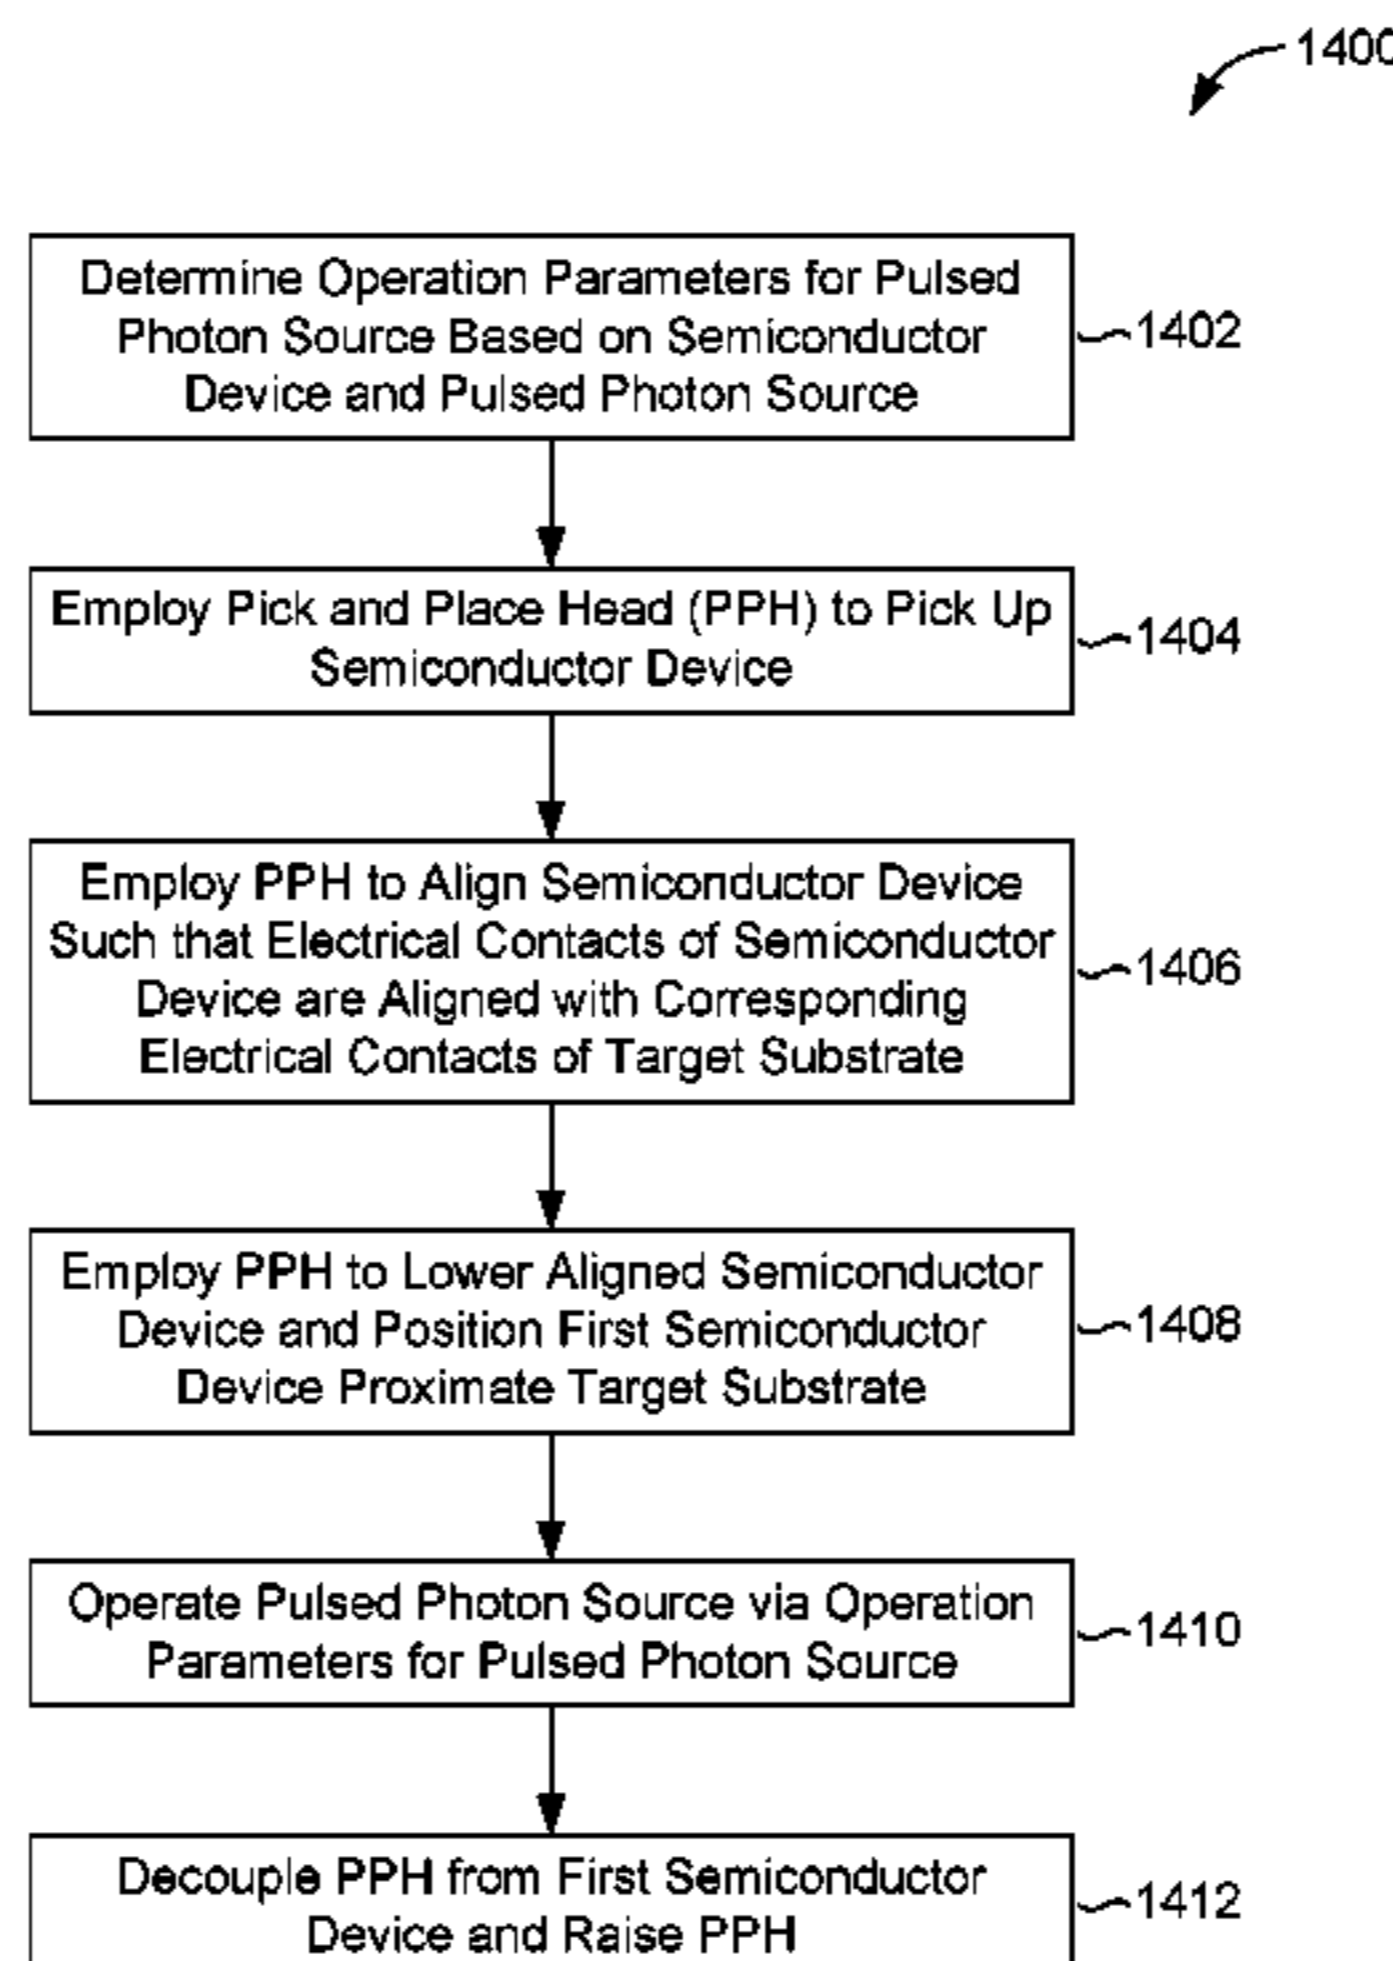 1400
Determine Operation Parameters for Pulsed
Photon Source Based on Semiconductor
Device and Pulsed Photon Source
1402
Employ Pick and Place Head (PPH) to Pick Up
Semiconductor Device
1404
Employ PPH to Align Semiconductor Device
Such that Electrical Contacts of Semiconductor
Device are Aligned with Corresponding
Electrical Contacts of Target Substrate
1406
Employ PPH to Lower Aligned Semiconductor
Device and Position First Semiconductor
Device Proximate Target Substrate
1408
Operate Pulsed Photon Source via Operation
Parameters for Pulsed Photon Source
1410
Decouple PPH from First Semiconductor
Device and Raise PPH
1412